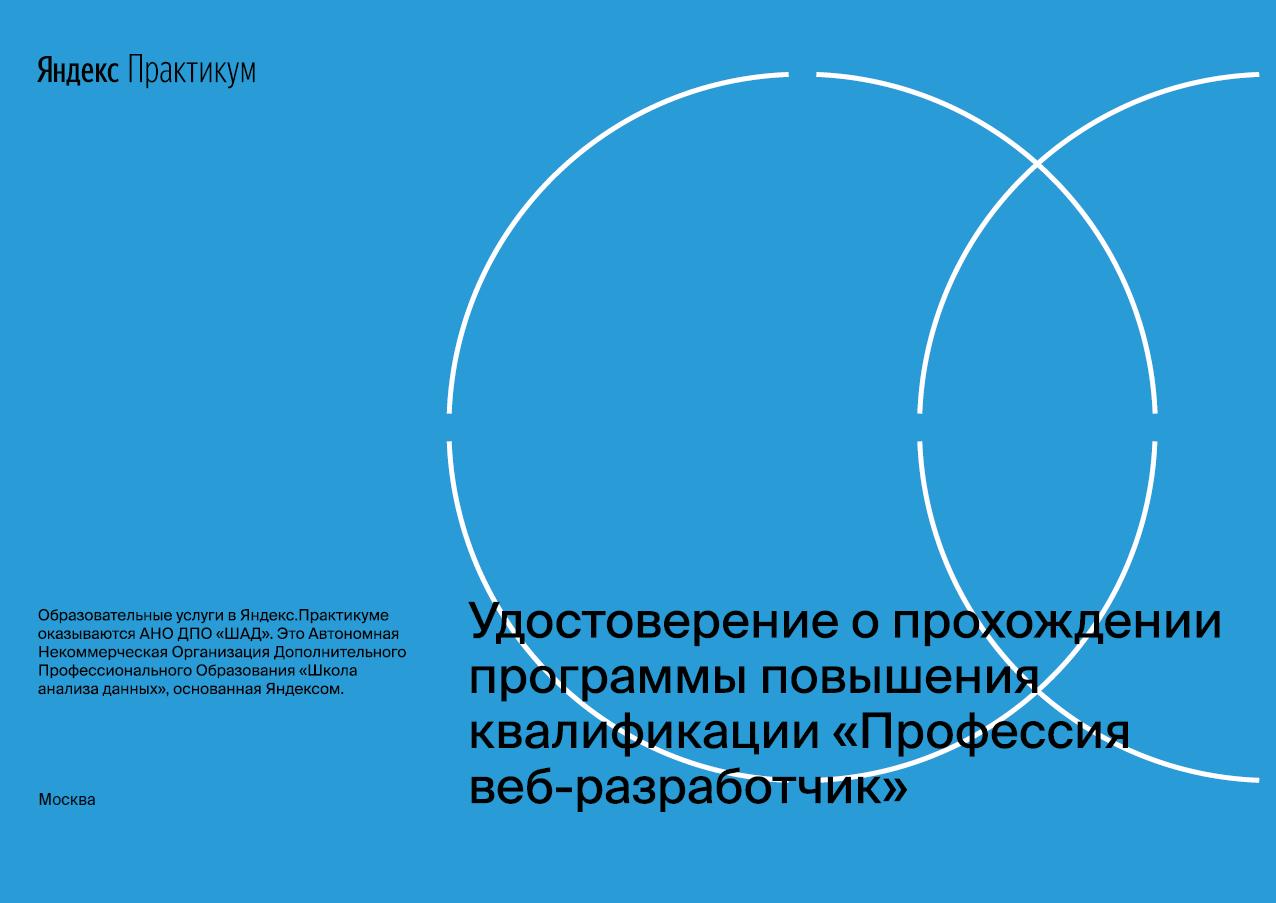 Яндекс Практикум
Образовательные услуги в Яндекс.Практикуме
оказываются АНО ДПО «ШАД». Это Автономная
Некоммерческая Организация Дополнительного
Профессионального Образования «Школа
анализа данных», основанная Яндексом.
Москва
Удостоверение о прохождении
программы повышения
квалификации «Профессия
веб-разработчик»